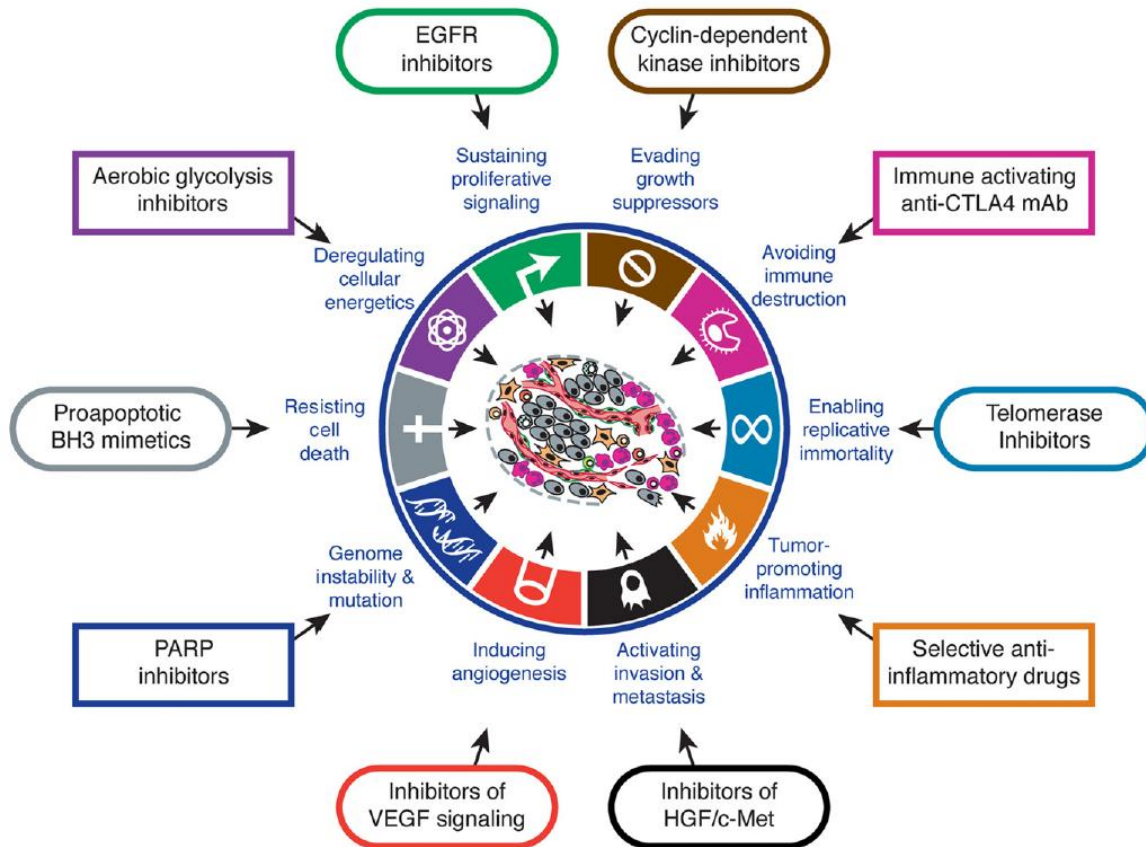 EGFR
inhibitors
Cyclin-dependent
kinase inhibitors
Aerobic glycolysis
inhibitors
Sustaining
proliferative
signaling
Evading
growth
suppressors
Immune activating
anti-CTLA4 mAb
Deregulating
cellular
energetics
Avoiding
immune
destruction
Proapoptotic
BH3 mimetics
Resisting
cell
death
Enabling
replicative
immortality
Telomerase
Inhibitors
Genome
instability &
mutation
Tumor-
promoting
inflammation
PARP
inhibitors
Inducing
angiogenesis
Activating
invasion &
metastasis
Selective anti-
inflammatory drugs
Inhibitors of
VEGF signaling
Inhibitors of
HGF/c-Met